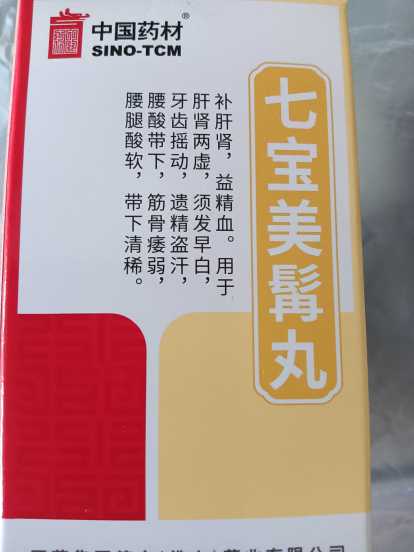 中国药材®
SINO-TCM
七宝美髯丸
补肝肾，益精血。用于
肝肾两虚，须发早白，
牙齿摇动，遗精盗汗，
腰酸带下，筋骨痿弱，
腰腿酸软，带下清稀。